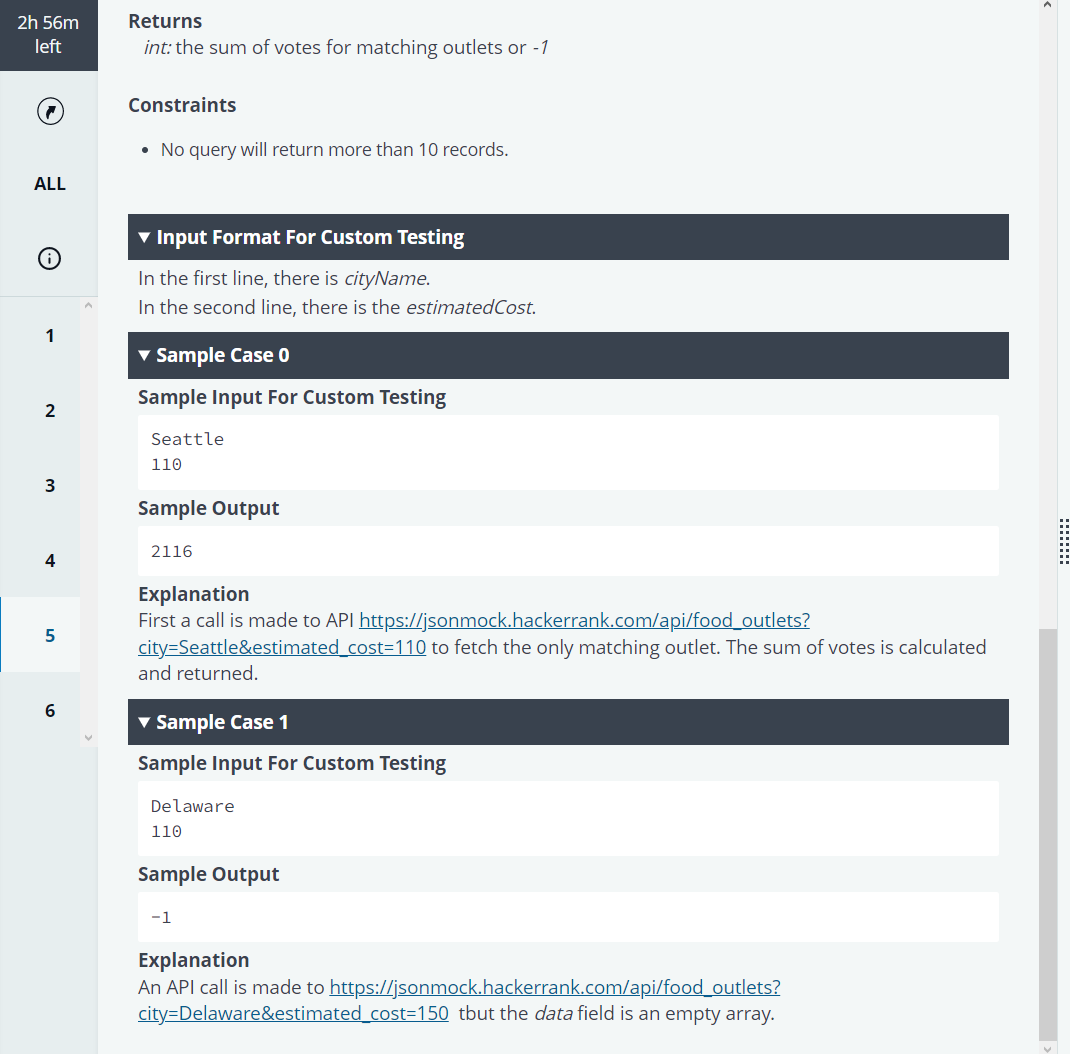 2h 56m
left
ALL
1
2
3
4
5
6
Returns
int: the sum of votes for matching outlets or -1
Constraints
• No query will return more than 10 records.
▼ Input Format For Custom Testing
In the first line, there is cityName.
In the second line, there is the estimatedCost.
▼ Sample Case 0
Sample Input For Custom Testing
Seattle
110
Sample Output
2116
Explanation
First a call is made to API https://jsonmock.hackerrank.com/api/food_outlets?
city=Seattle&estimated_cost=110 to fetch the only matching outlet. The sum of votes is calculated
and returned.
▼ Sample Case 1
Sample Input For Custom Testing
Delaware
110
Sample Output
-1
Explanation
An API call is made to https://jsonmock.hackerrank.com/api/food_outlets?
city=Delaware&estimated_cost=150 tbut the data field is an empty array.